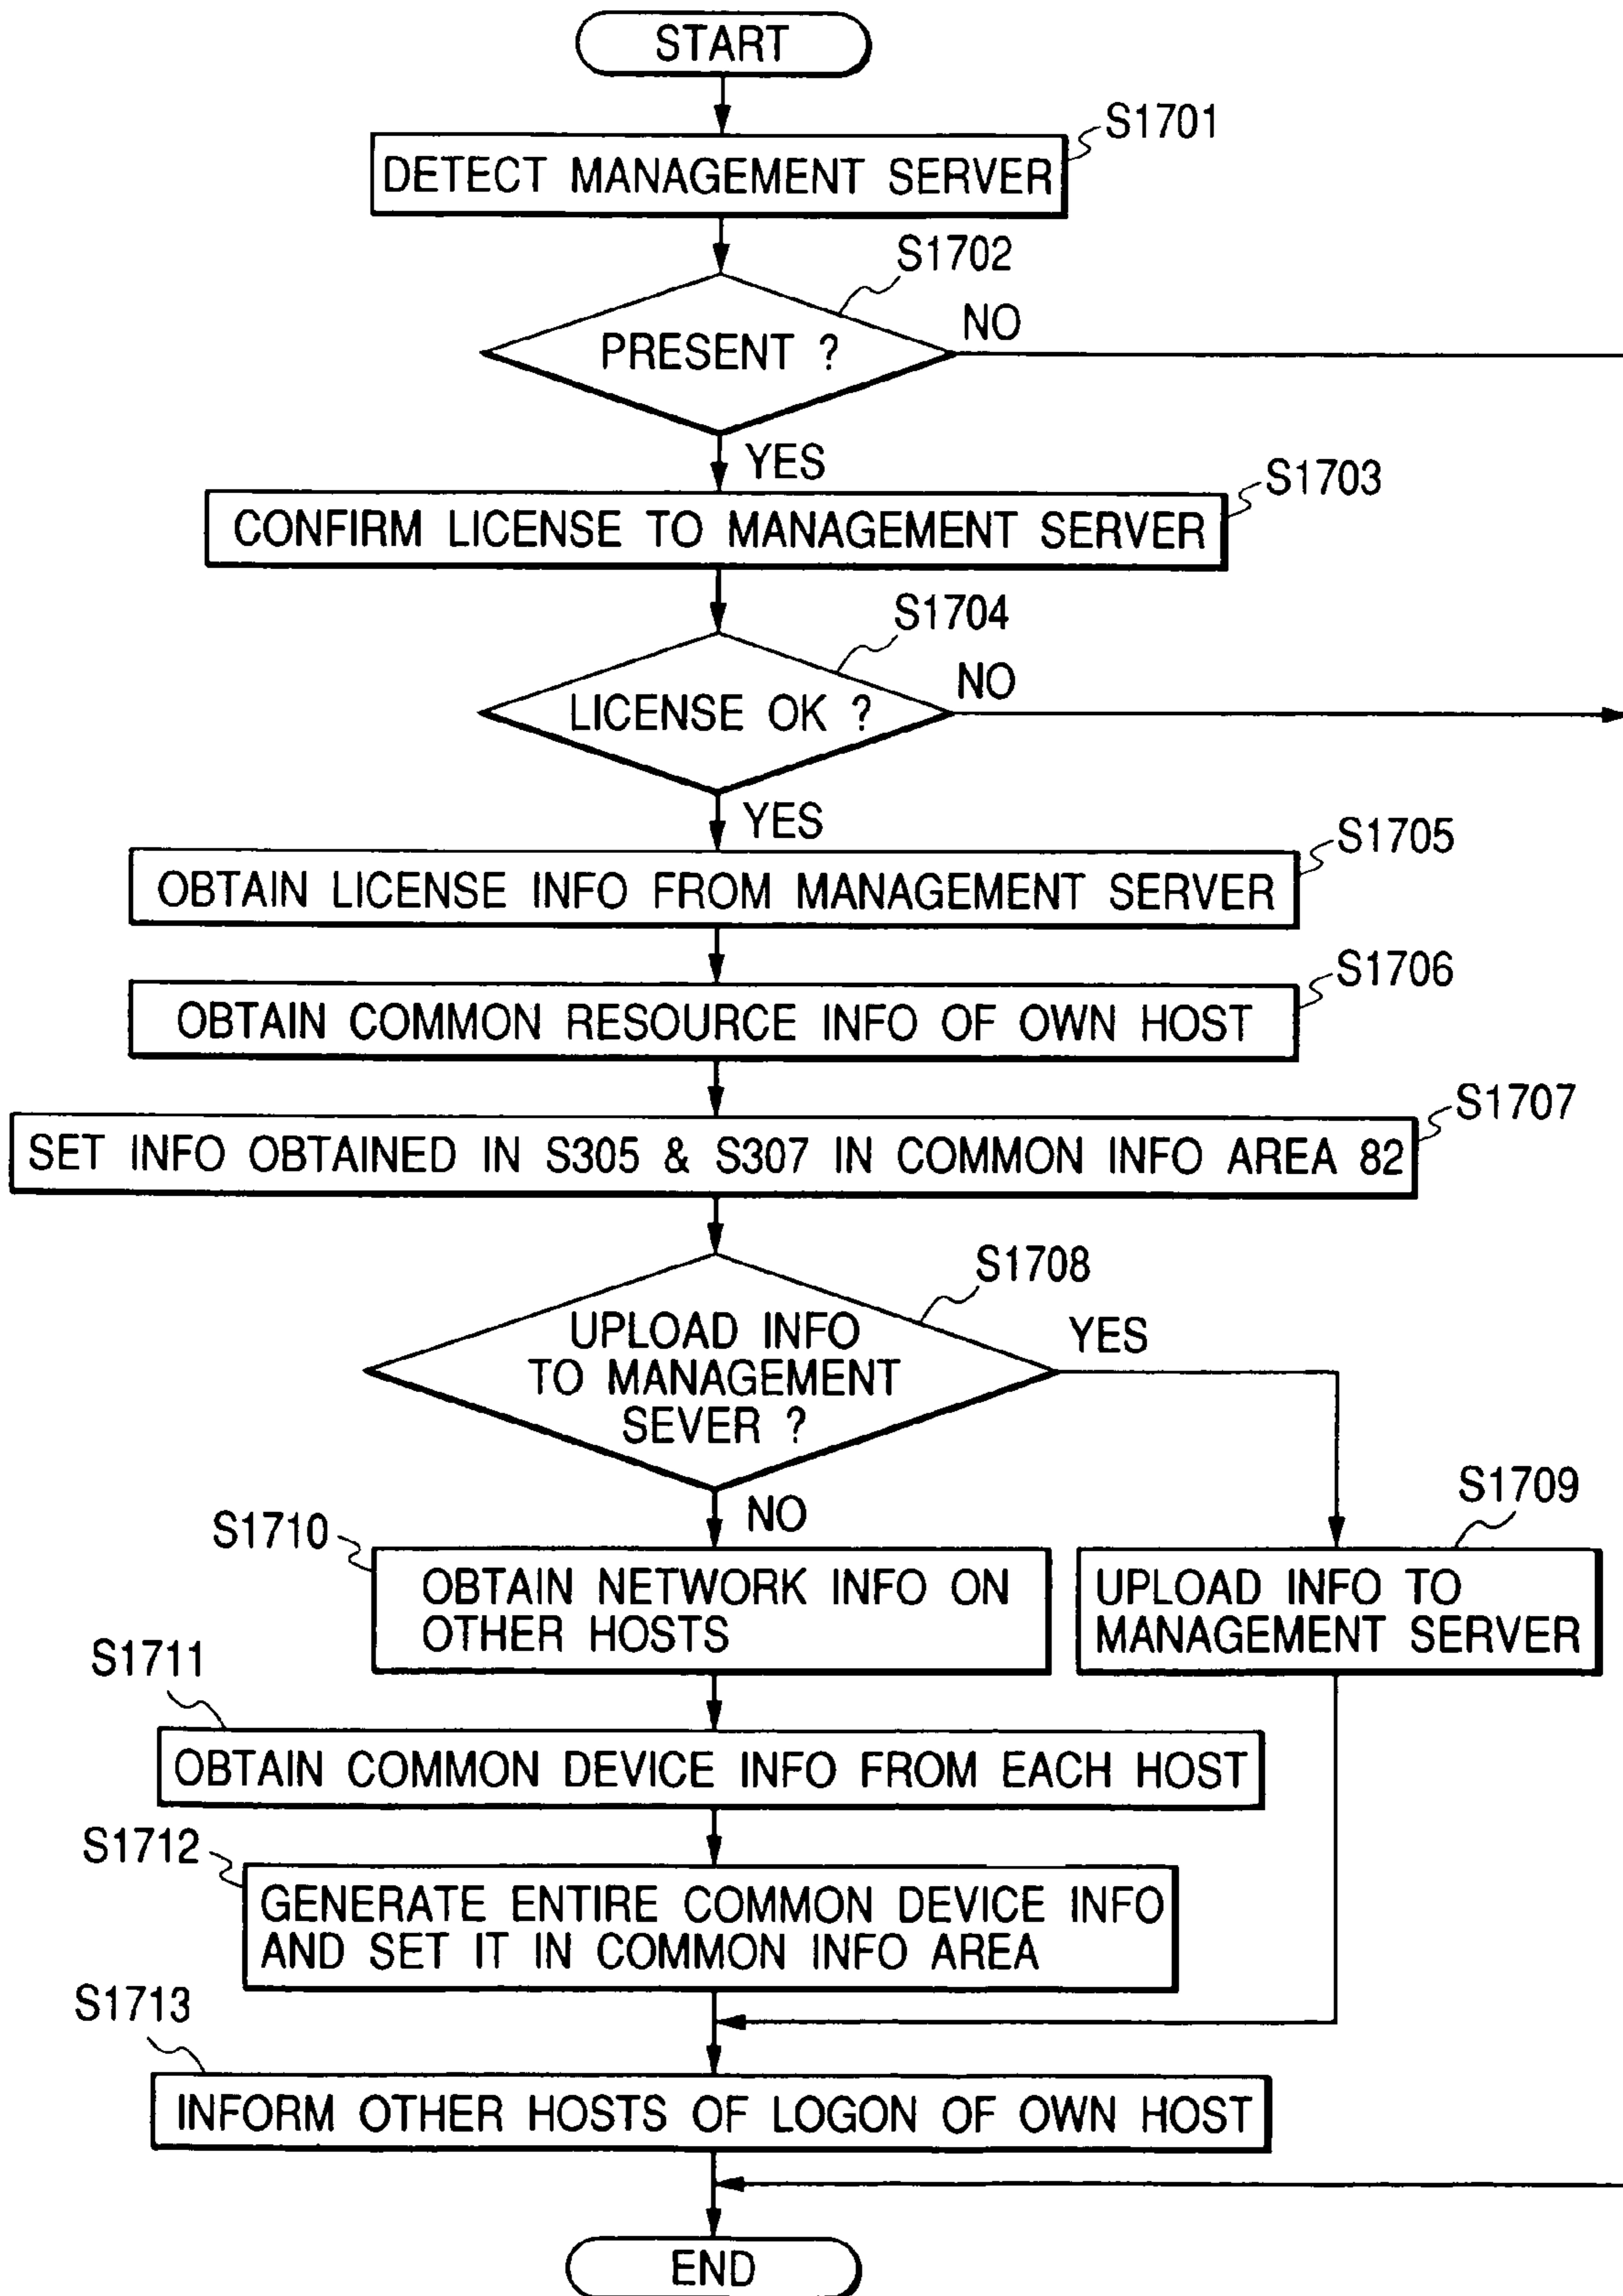 START
S1701
DETECT MANAGEMENT SERVER
S1702
PRESENT ?
NO
YES
S1703
CONFIRM LICENSE TO MANAGEMENT SERVER
S1704
LICENSE OK ?
NO
YES
S1705
OBTAIN LICENSE INFO FROM MANAGEMENT SERVER
S1706
OBTAIN COMMON RESOURCE INFO OF OWN HOST
S1707
SET INFO OBTAINED IN S305 & S307 IN COMMON INFO AREA 82
S1708
UPLOAD INFO
TO MANAGEMENT
SEVER ?
YES
NO
S1709
UPLOAD INFO TO
MANAGEMENT SERVER
S1710
OBTAIN NETWORK INFO ON
OTHER HOSTS
S1711
OBTAIN COMMON DEVICE INFO FROM EACH HOST
S1712
GENERATE ENTIRE COMMON DEVICE INFO
AND SET IT IN COMMON INFO AREA
S1713
INFORM OTHER HOSTS OF LOGON OF OWN HOST
END